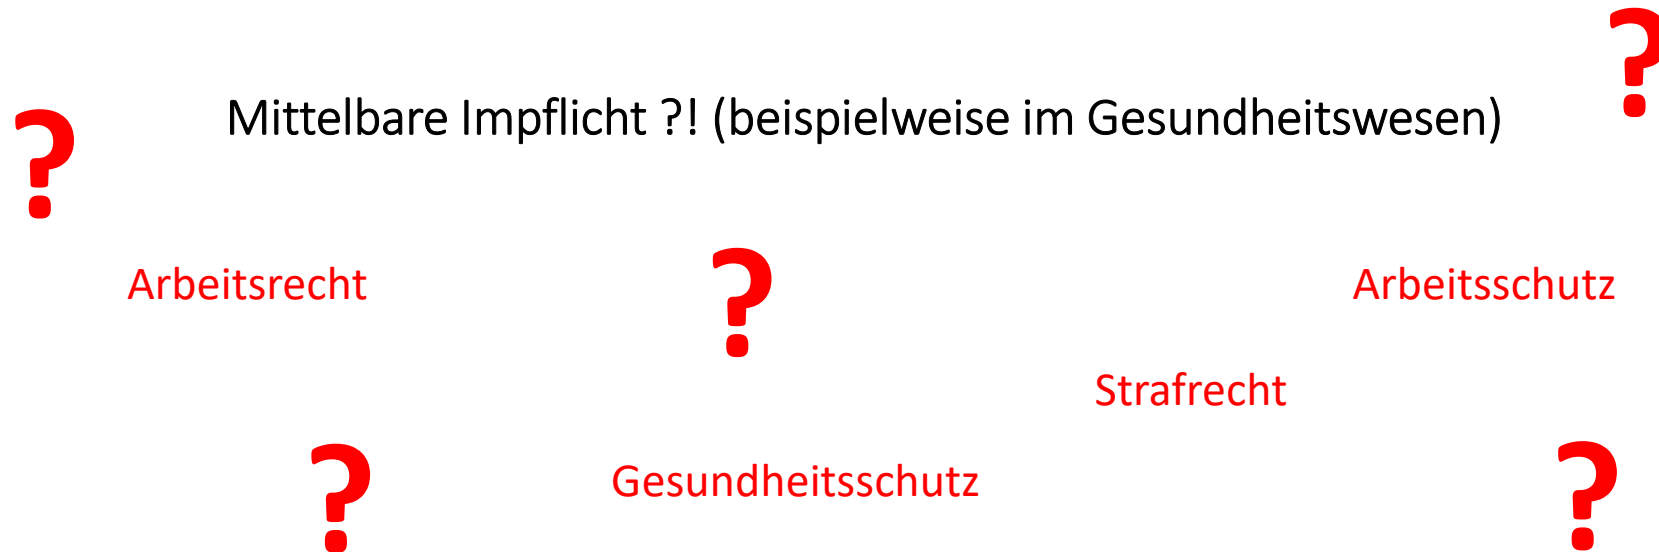 ?
Mittelbare Impflicht ?! (beispielweise im Gesundheitswesen)
?
Arbeitsrecht
?
Arbeitsschutz
Strafrecht
?
Gesundheitsschutz
?